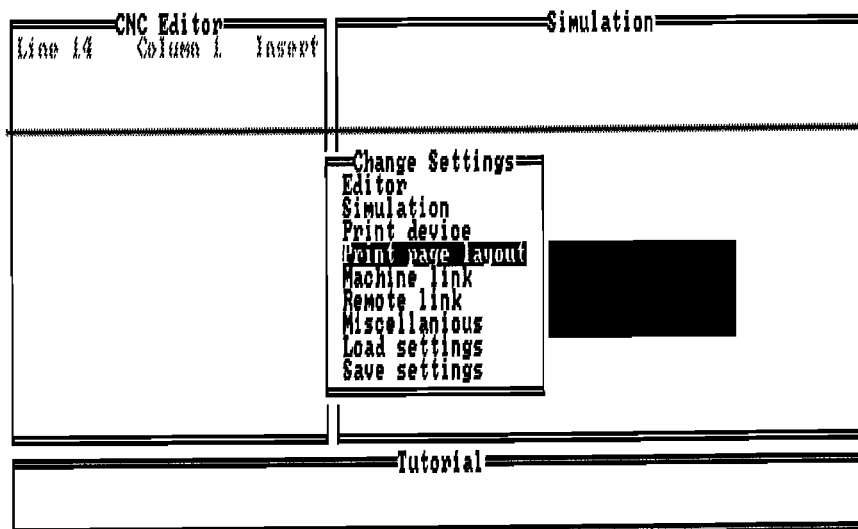 CNC Editor
Simulation
Line 14 Column 1 Insert
Change Settings
Editor
Simulation
Print device
Print page layout
Machine link
Remote link
Miscellanious
Load settings
Save settings
Tutorial